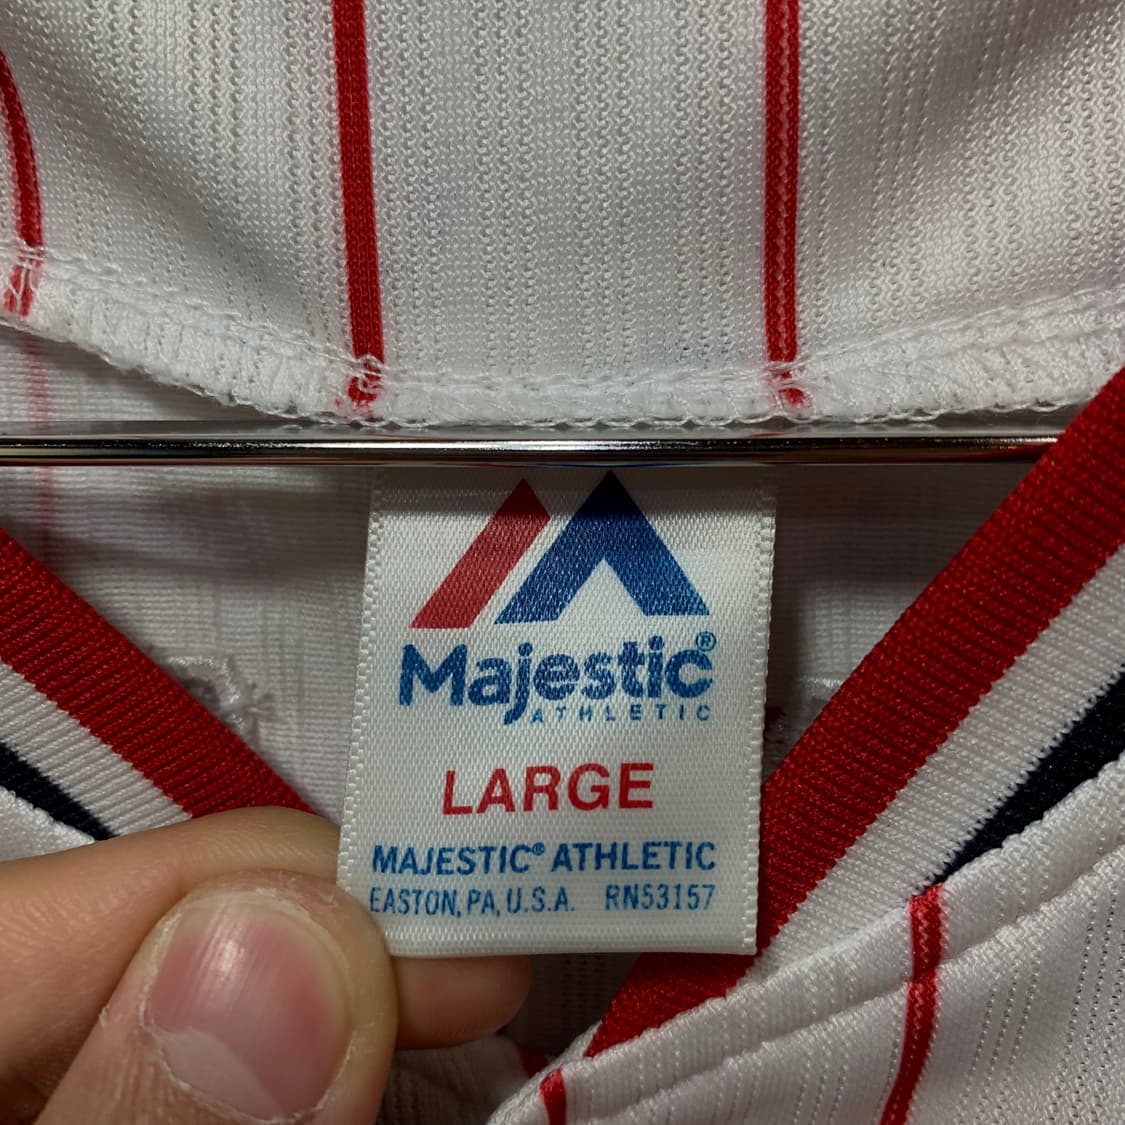 Majestic®
ATHLETIC
LARGE
MAJESTIC® ATHLETIC
EASTON, PA, U.S.A. RN53157